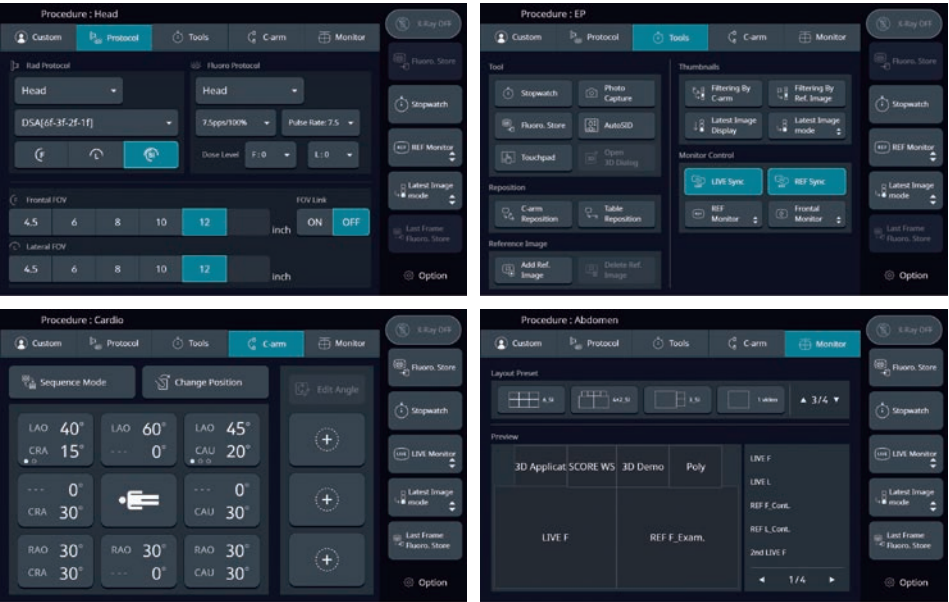 Procedure : Head
X-Ray OFF
Custom Protocol Tools C-arm Monitor
Rad Protocol Fluoro Protocol
Fluoro. Store
Head Head
DSA[6f-3f-2f-1f] 7.5pps/100% Pulse Rate: 7.5
Stopwatch
F L Dose Level F : 0 L : 0
REF REF Monitor
Frontal FOV FOV Link
Latest Image
mode
4.5 6 8 10 12 inch ON OFF
Lateral FOV
Last Frame
Fluoro. Store
4.5 6 8 10 12 inch
Option
Procedure : EP
X-Ray OFF
Custom Protocol Tools C-arm Monitor
Tool Thumbnails
Fluoro. Store
Stopwatch Photo
Capture
Filtering By
C-arm
Filtering By
Ref. Image
Stopwatch
Fluoro. Store AutoSID
Latest Image
Display
Latest Image
mode
Touchpad Open
3D Dialog
Monitor Control
REF REF Monitor
Reposition
LIVE Sync REF Sync
Latest Image
mode
C-arm
Reposition
Table
Reposition
REF
Monitor
Frontal
Monitor
Last Frame
Fluoro. Store
Reference Image
Add Ref.
Image
Delete Ref.
Image
Option
Procedure : Cardio
X-Ray OFF
Custom Protocol Tools C-arm Monitor
Fluoro. Store
Sequence Mode Change Position Edit Angle
Stopwatch
LAO 40° LAO 60° LAO 45°
CRA 15° --- 0° CAU 20°
LIVE LIVE Monitor
--- 0° --- 0°
CRA 30° CAU 30°
Latest Image
mode
RAO 30° RAO 30° RAO 30°
CRA 30° --- 0° CAU 30°
Last Frame
Fluoro. Store
Option
Procedure : Abdomen
X-Ray OFF
Custom Protocol Tools C-arm Monitor
Layout Preset
Fluoro. Store
4_SI 4+2_SI 3_SI 1 video 3/4
Stopwatch
Preview
3D Applicat SCORE WS 3D Demo Poly
LIVE F
LIVE L
REF F_Cont.
REF L_Cont.
2nd LIVE F
LIVE F REF F_Exam.
1/4
LIVE LIVE Monitor
Latest Image
mode
Last Frame
Fluoro. Store
Option